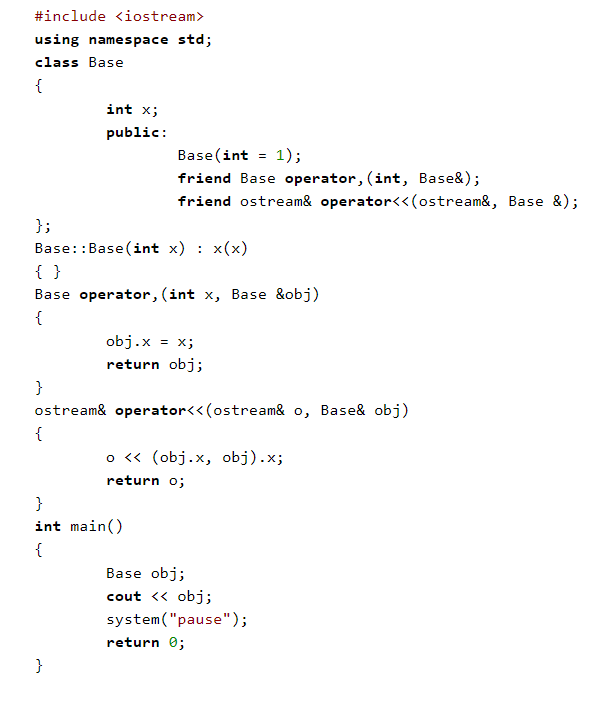 #include <iostream>
using namespace std;
class Base
{
int x;
public:
Base(int = 1);
friend Base operator,(int, Base&);
friend ostream& operator<<(ostream&, Base &);
};
Base::Base(int x) : x(x)
{ }
Base operator,(int x, Base &obj)
{
obj.x = x;
return obj;
}
ostream& operator<<(ostream& o, Base& obj)
{
o << (obj.x, obj).x;
return o;
}
int main()
{
Base obj;
cout << obj;
system("pause");
return 0;
}